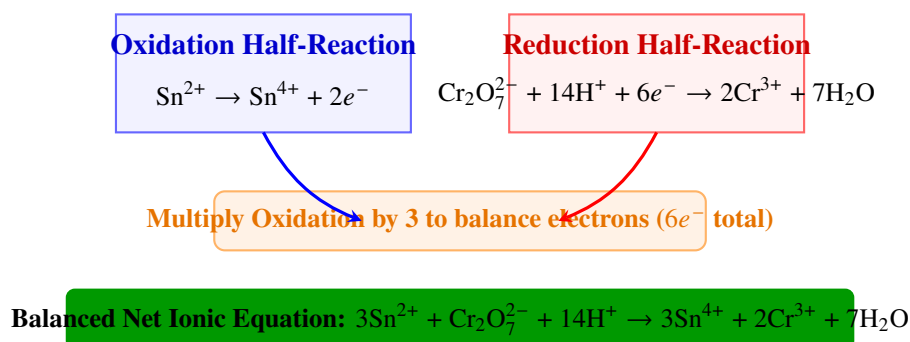 Oxidation Half-Reaction
Sn²⁺ → Sn⁴⁺ + 2e⁻
Reduction Half-Reaction
Cr₂O₇²⁻ + 14H⁺ + 6e⁻ → 2Cr³⁺ + 7H₂O
Multiply Oxidation by 3 to balance electrons (6e⁻ total)
Balanced Net Ionic Equation: 3Sn²⁺ + Cr₂O₇²⁻ + 14H⁺ → 3Sn⁴⁺ + 2Cr³⁺ + 7H₂O